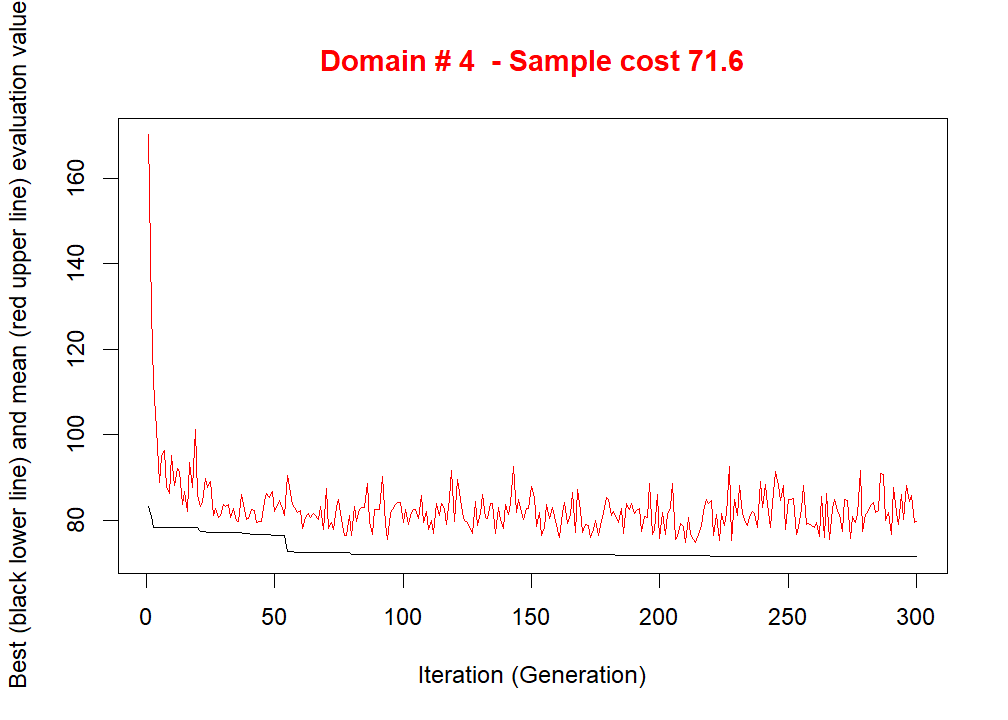 Domain # 4  - Sample cost 71.6
Best (black lower line) and mean (red upper line) evaluation value
160
140
120
100
80
0 50 100 150 200 250 300
Iteration (Generation)